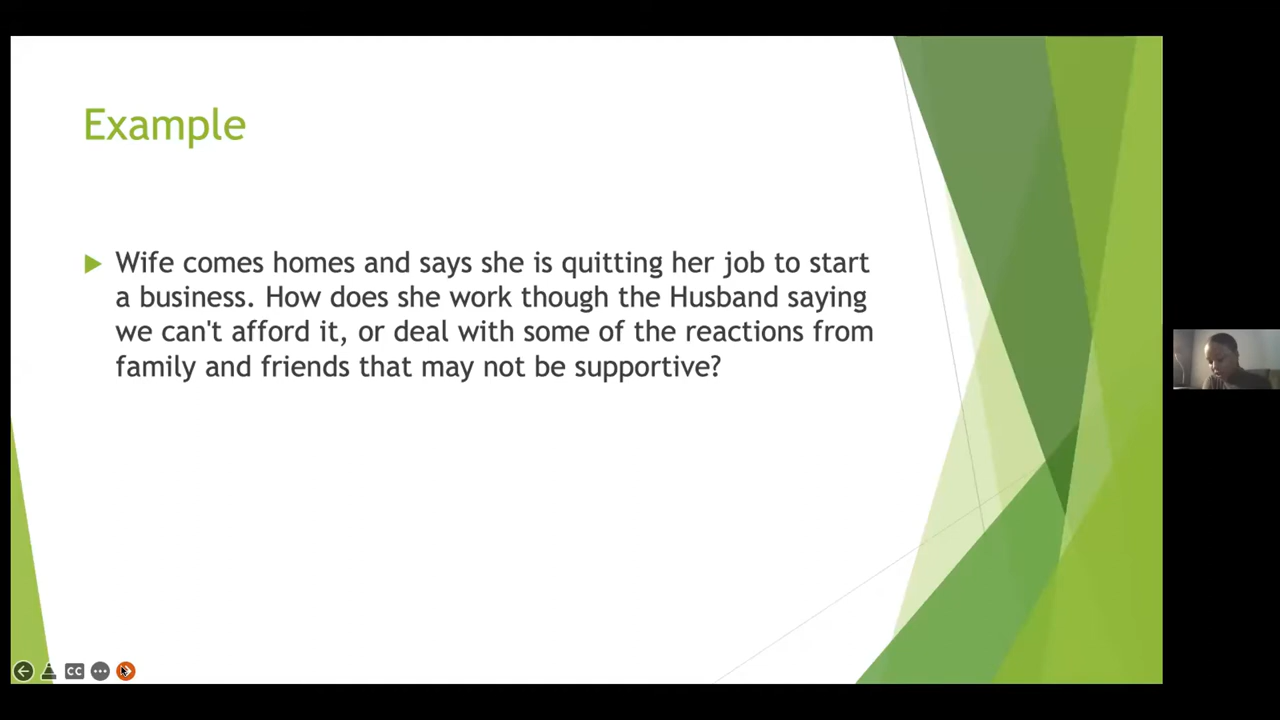 Example
Wife comes homes and says she is quitting her job to start
a business. How does she work though the Husband saying
we can't afford it, or deal with some of the reactions from
family and friends that may not be supportive?
CC